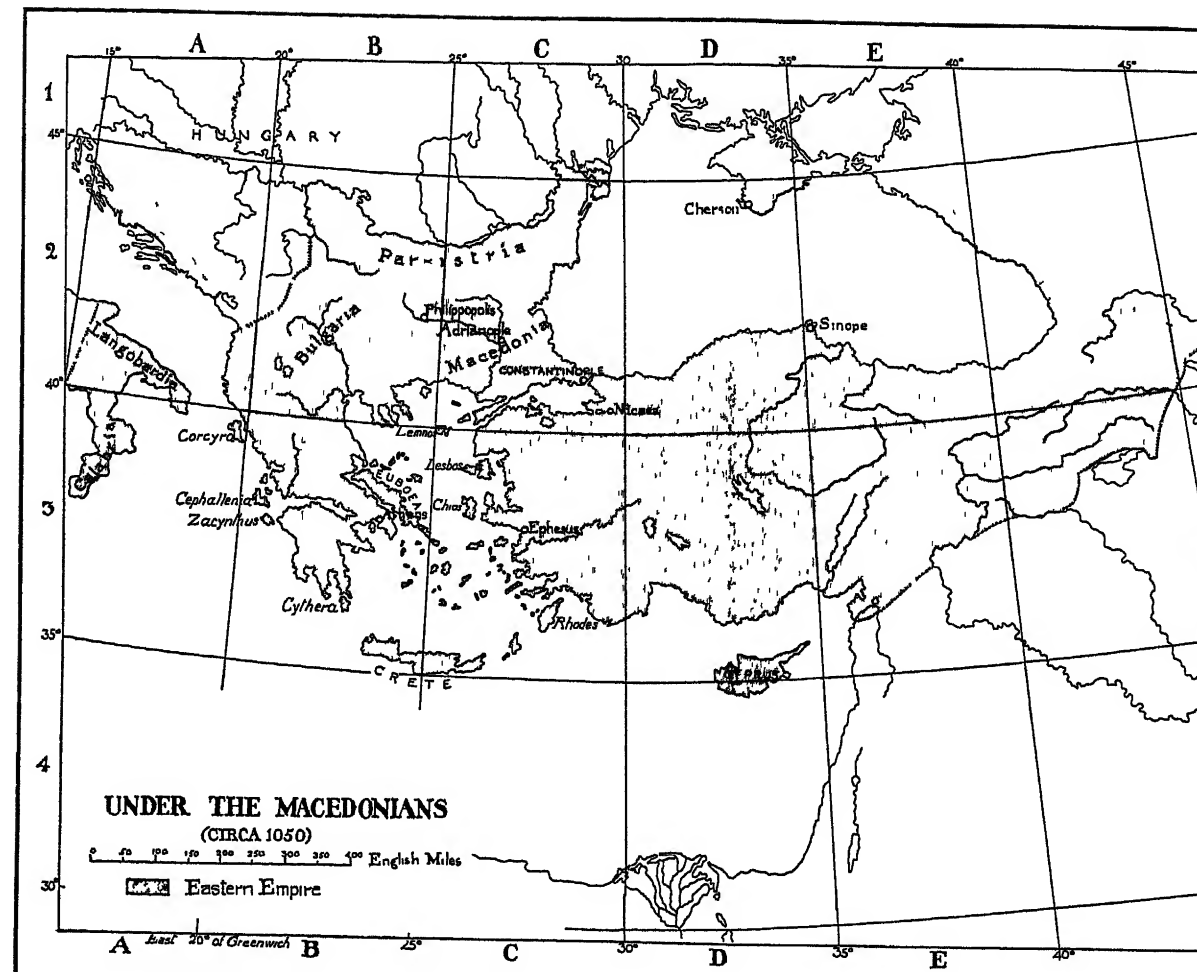 A B C D E
15° 20° 25° 30 35° 40° 45°
1
45°
HUNGARY
Cherson
2
Par-istria
Philippopolis
Adrianople
Bulgaria
Macedonia
Sinope
Langobardia
CONSTANTINOPLE
40°
Nicaea
Lemnos
Corcyra
Lesbos
EUBOEA
Cephallenia
Chios
3
Zacynthus
Athens
Ephesus
Cythera
Rhodes
35°
CRETE
CYPRUS
4
UNDER THE MACEDONIANS
(CIRCA 1050)
0 50 100 150 200 250 300 350 400 English Miles
30°
Eastern Empire
East 20° of Greenwich 25° 30° 35° 40°
A B C D E